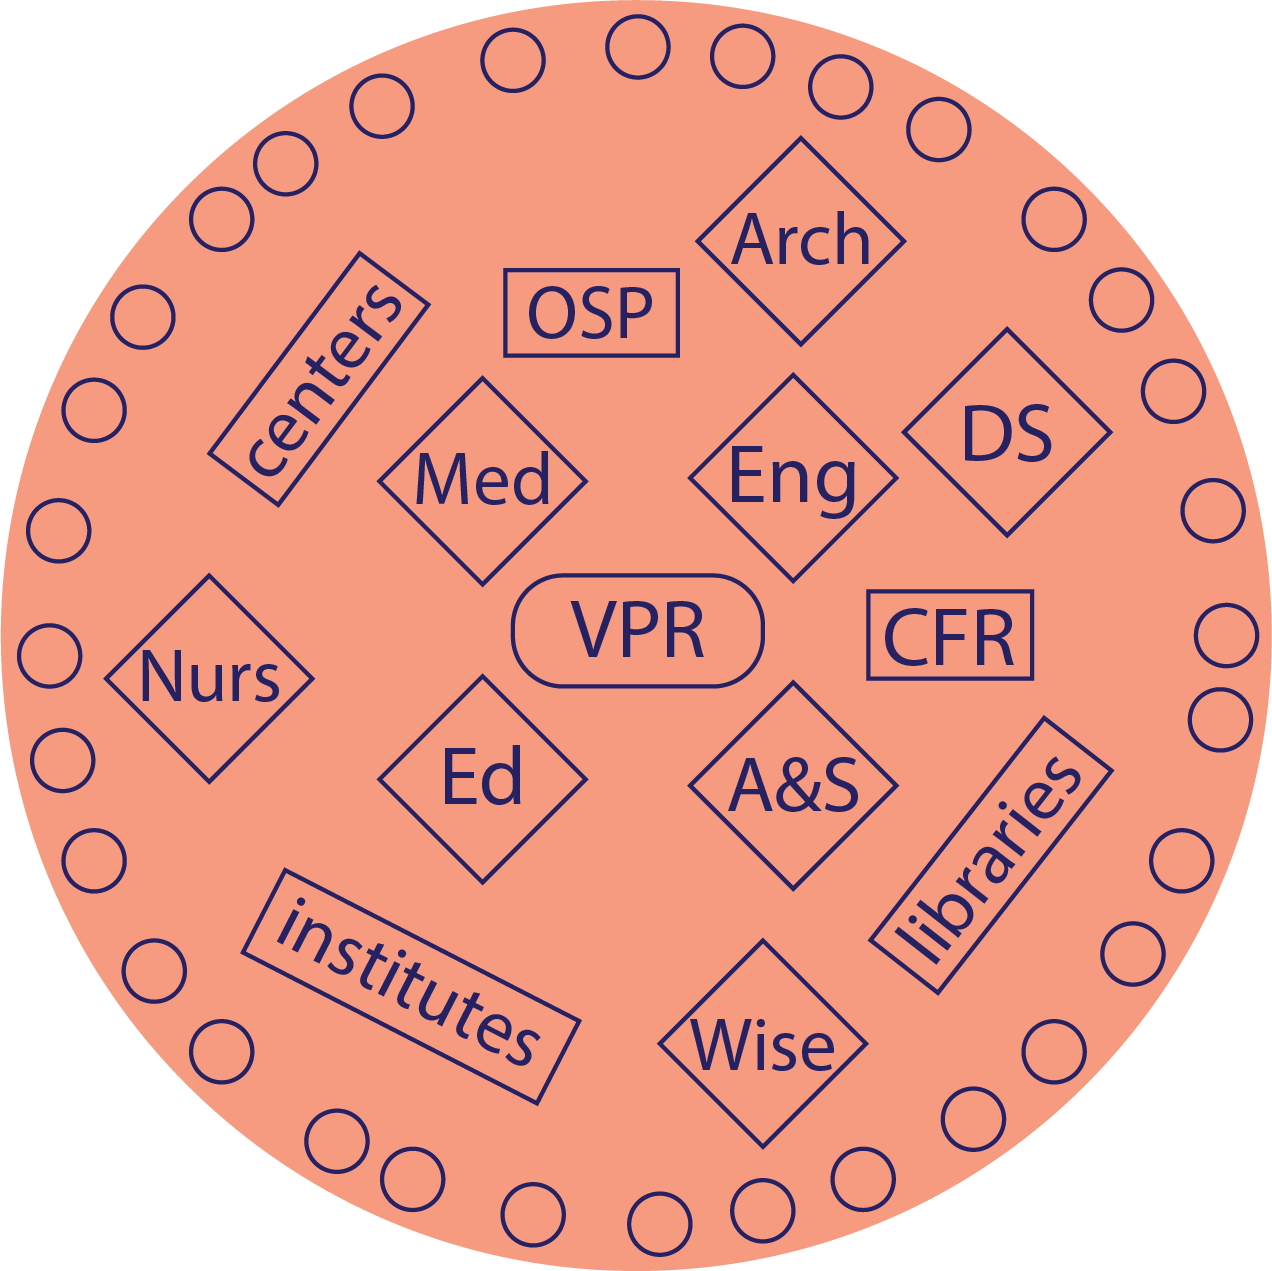 Arch
OSP
centers
DS
Med
Eng
VPR
CFR
Nurs
Ed
A&S
libraries
institutes
Wise